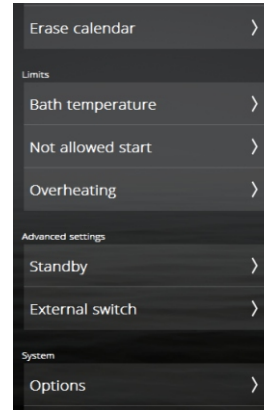 Erase calendar
Limits
Bath temperature
Not allowed start
Overheating
Advanced settings
Standby
External switch
System
Options